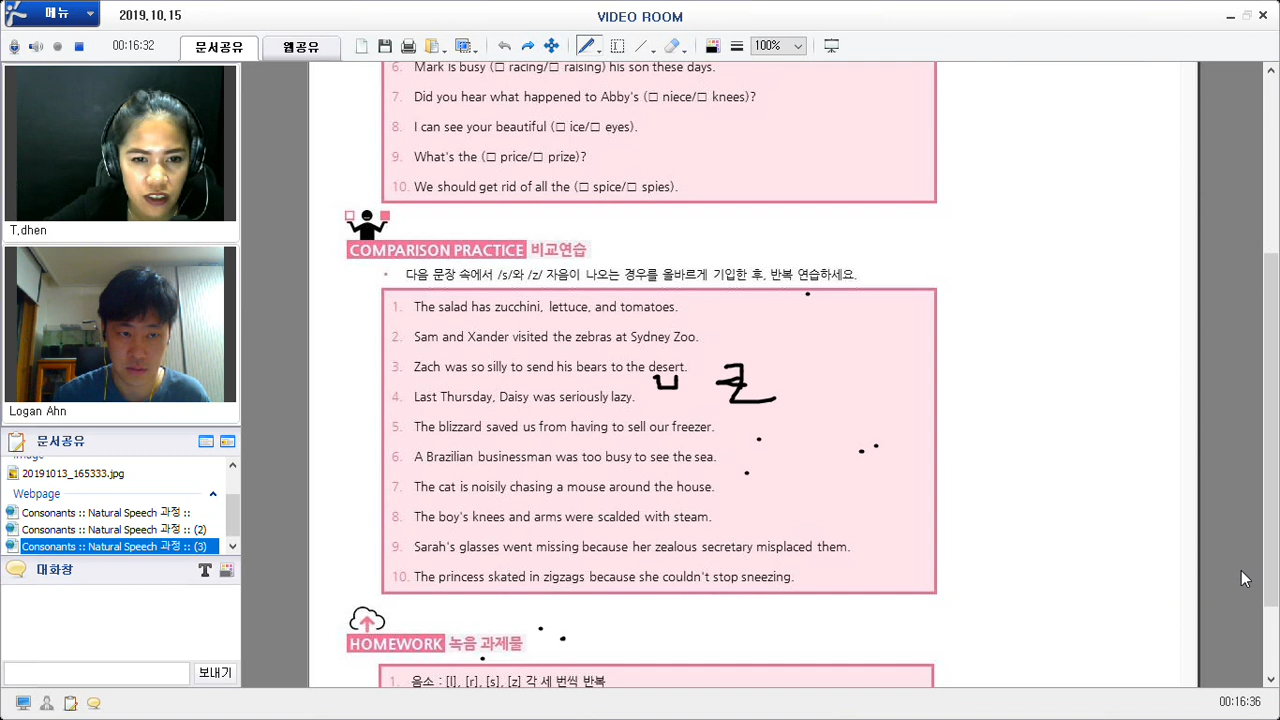 메뉴 2019.10.15 VIDEO ROOM
00:13:32 문서공유 웹공유 100%
6. Mark is busy (□ racing/□ raising) his son these days.
7. Did you hear what happened to Abby's (□ niece/□ knees)?
8. I can see your beautiful (□ ice/□ eyes).
9. What's the (□ price/□ prize)?
10. We should get rid of all the (□ spice/□ spies).
COMPARISON PRACTICE 비교연습
• 다음 문장 속에서 /s/와 /z/ 자음이 나오는 경우를 올바르게 기입한 후, 반복 연습하세요.
1. The salad has zucchini, lettuce, and tomatoes.
2. Sam and Xander visited the zebras at Sydney Zoo.
3. Zach was so silly to send his bears to the desert.
4. Last Thursday, Daisy was seriously lazy.
5. The blizzard saved us from having to sell our freezer.
6. A Brazilian businessman was too busy to see the sea.
7. The cat is noisily chasing a mouse around the house.
8. The boy's knees and arms were scalded with steam.
9. Sarah's glasses went missing because her zealous secretary misplaced them.
10. The princess skated in zigzags because she couldn't stop sneezing.
HOMEWORK 녹음 과제물
1. 음소 : [l], [r], [s], [z] 각 세 번씩 반복
T.dhen
Logan Ahn
문서공유
20191013_165333.jpg
Webpage
Consonants :: Natural Speech 과정 ::
Consonants :: Natural Speech 과정 :: (2)
Consonants :: Natural Speech 과정 :: (3)
대화창 T
보내기
00:16:36